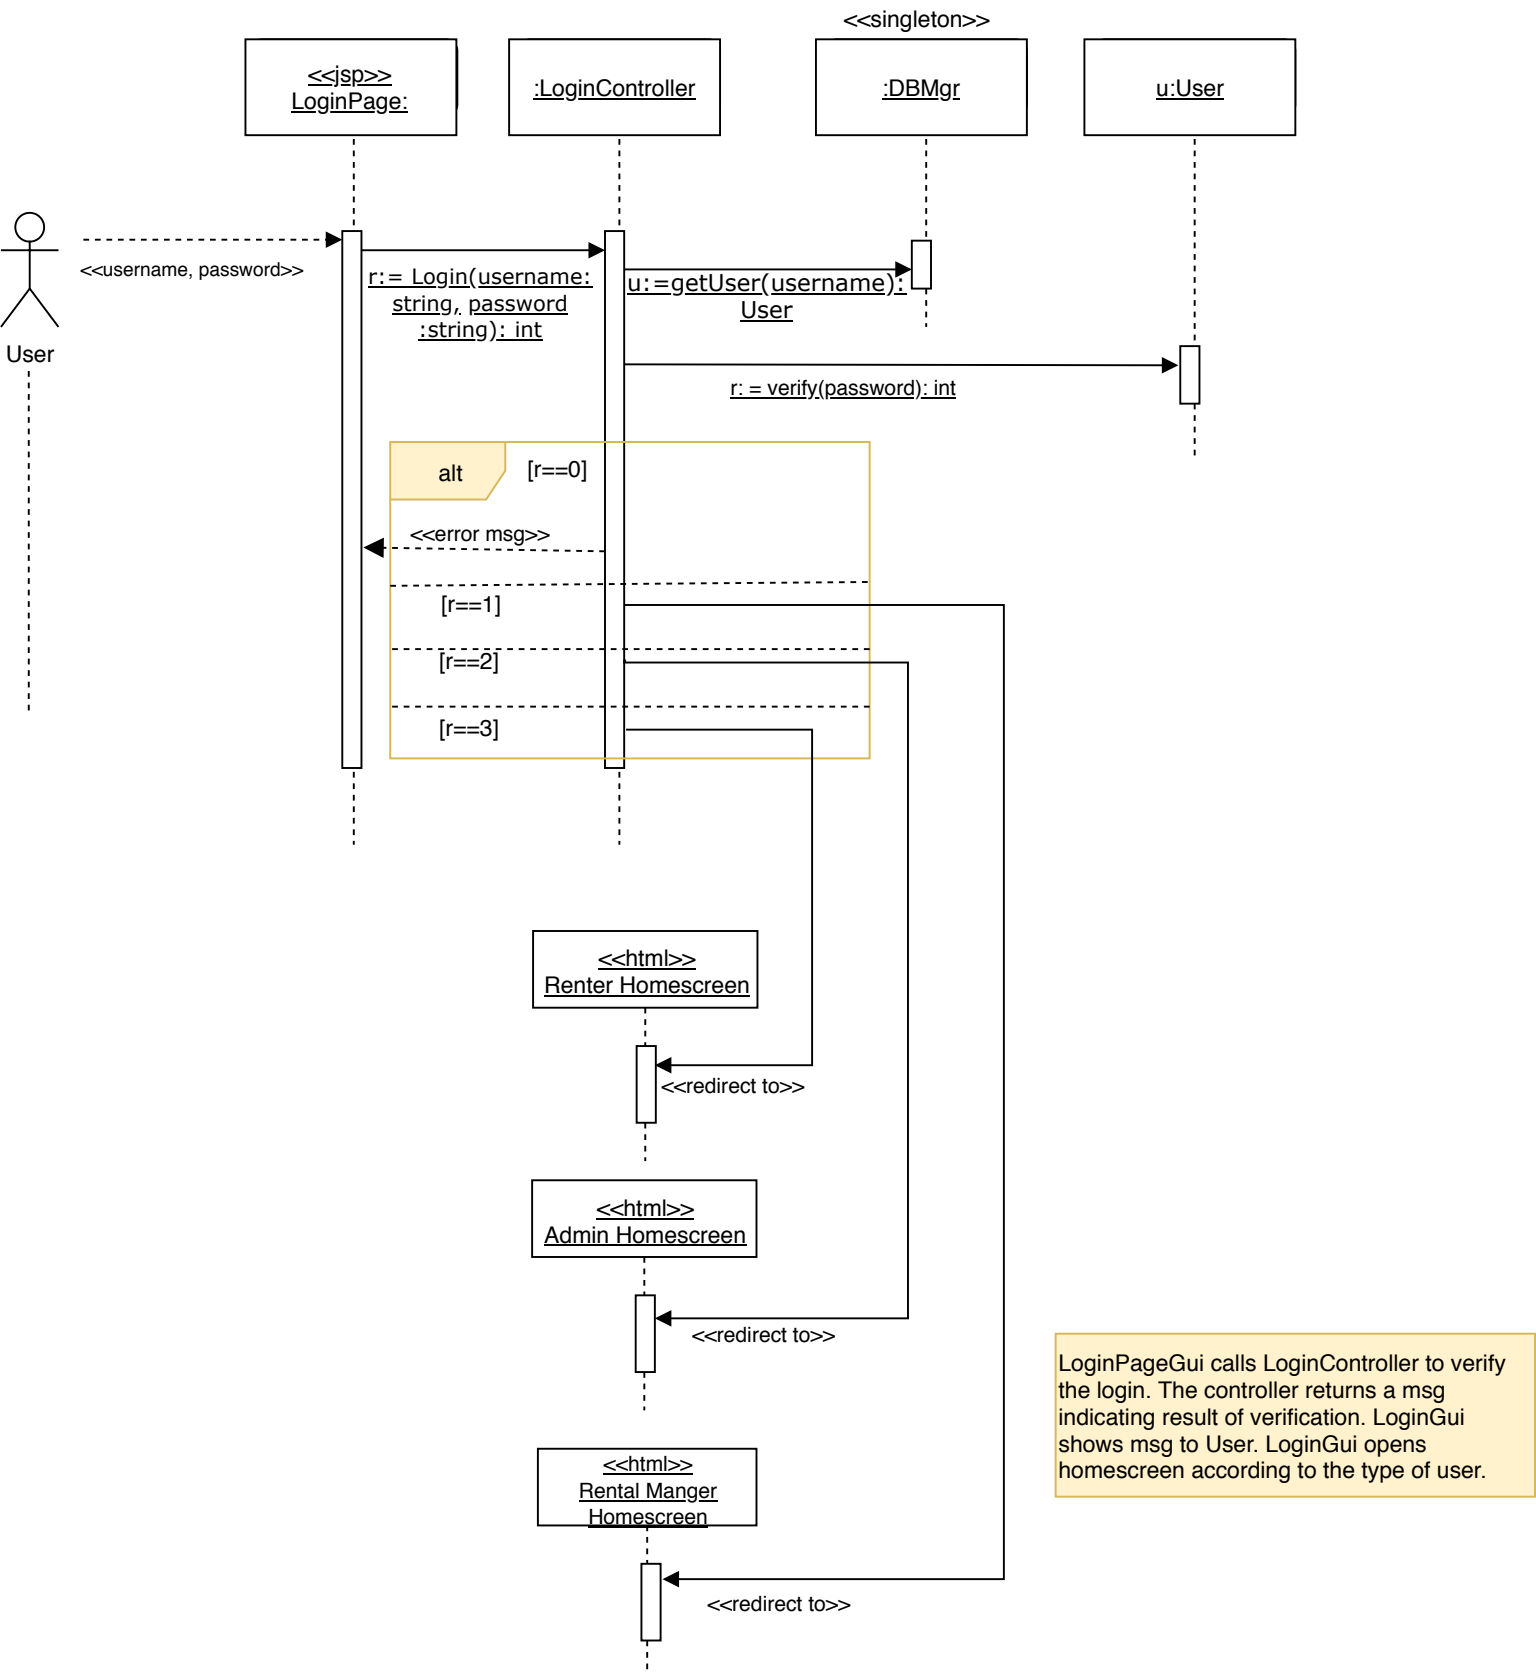 <<singleton>>
<<jsp>>
LoginPage:
:LoginController
:DBMgr
u:User
<<username, password>>
User
r:= Login(username:
string, password
:string): int
u:=getUser(username):
User
r: = verify(password): int
alt
[r==0]
<<error msg>>
[r==1]
[r==2]
[r==3]
<<html>>
Renter Homescreen
<<redirect to>>
<<html>>
Admin Homescreen
<<redirect to>>
LoginPageGui calls LoginController to verify
the login. The controller returns a msg
indicating result of verification. LoginGui
shows msg to User. LoginGui opens
homescreen according to the type of user.
<<html>>
Rental Manger
Homescreen
<<redirect to>>